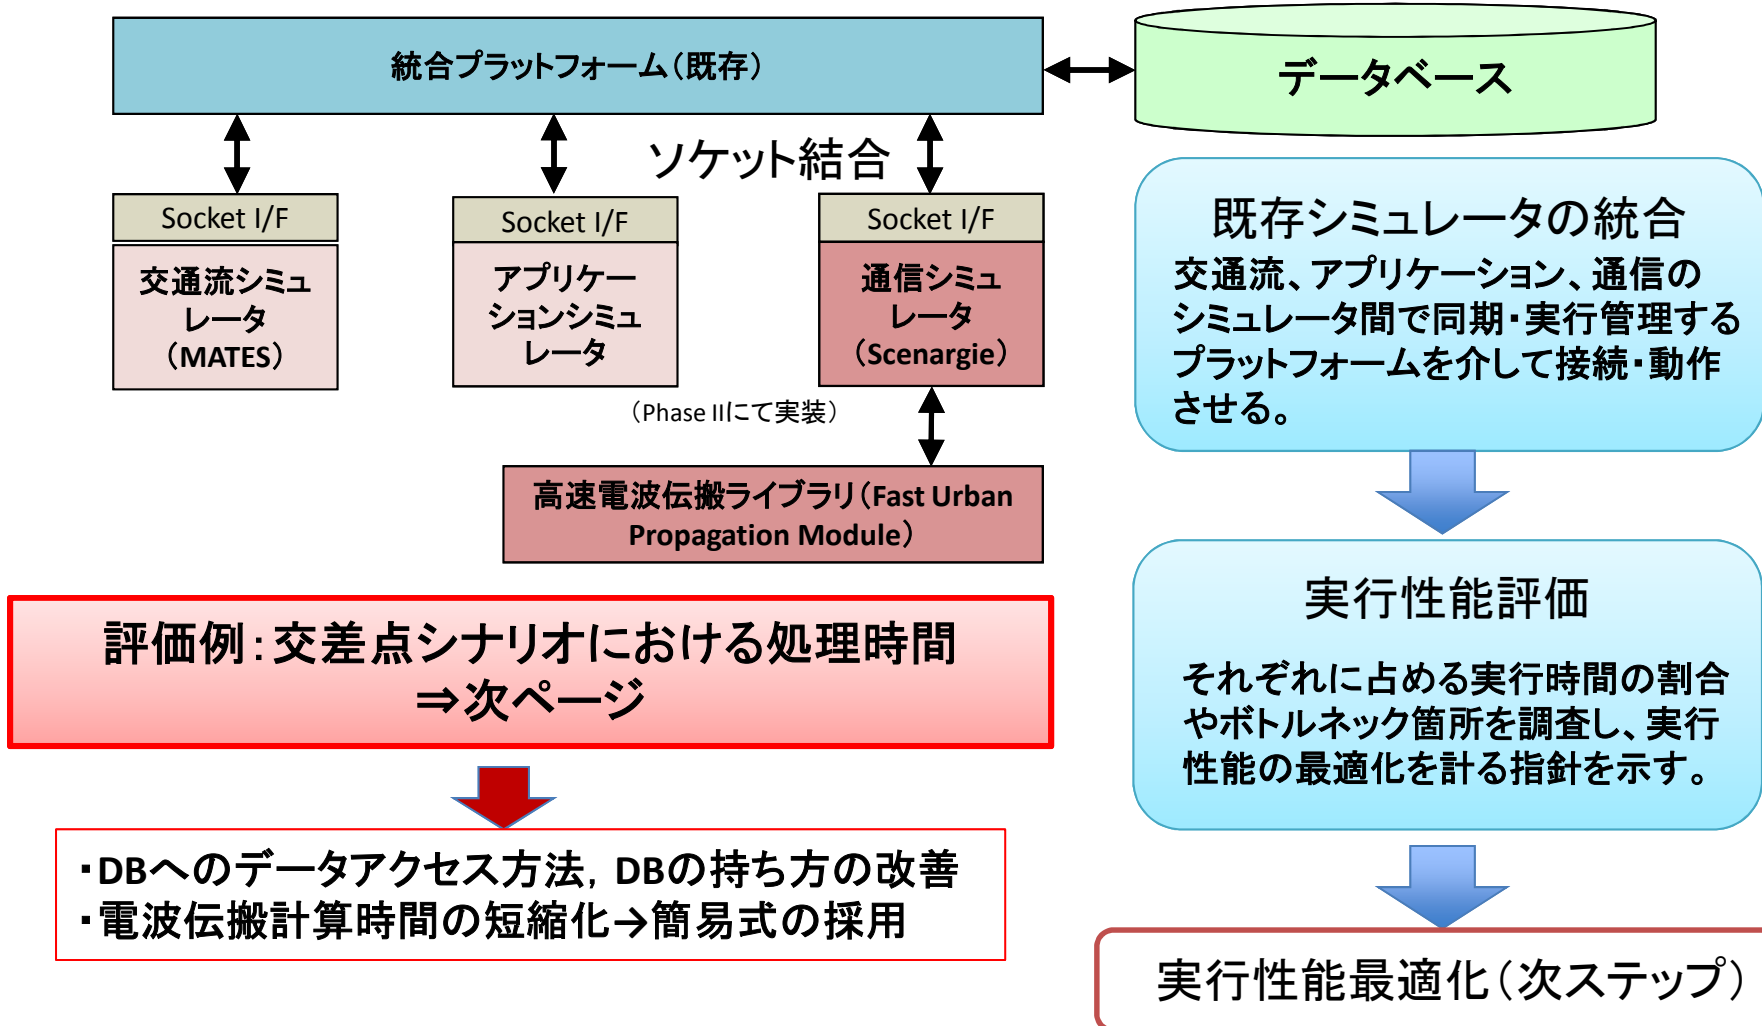 統合プラットフォーム（既存）
データベース
ソケット結合
Socket I/F
交通流シミュ
レータ
（MATES）
Socket I/F
アプリケー
ションシミュ
レータ
Socket I/F
通信シミュ
レータ
（Scenargie）
（Phase IIにて実装）
高速電波伝搬ライブラリ（Fast Urban
Propagation Module）
評価例：交差点シナリオにおける処理時間
⇒次ページ
・DBへのデータアクセス方法，DBの持ち方の改善
・電波伝搬計算時間の短縮化→簡易式の採用
既存シミュレータの統合
交通流、アプリケーション、通信の
シミュレータ間で同期・実行管理する
プラットフォームを介して接続・動作
させる。
実行性能評価
それぞれに占める実行時間の割合
やボトルネック箇所を調査し、実行
性能の最適化を計る指針を示す。
実行性能最適化（次ステップ）